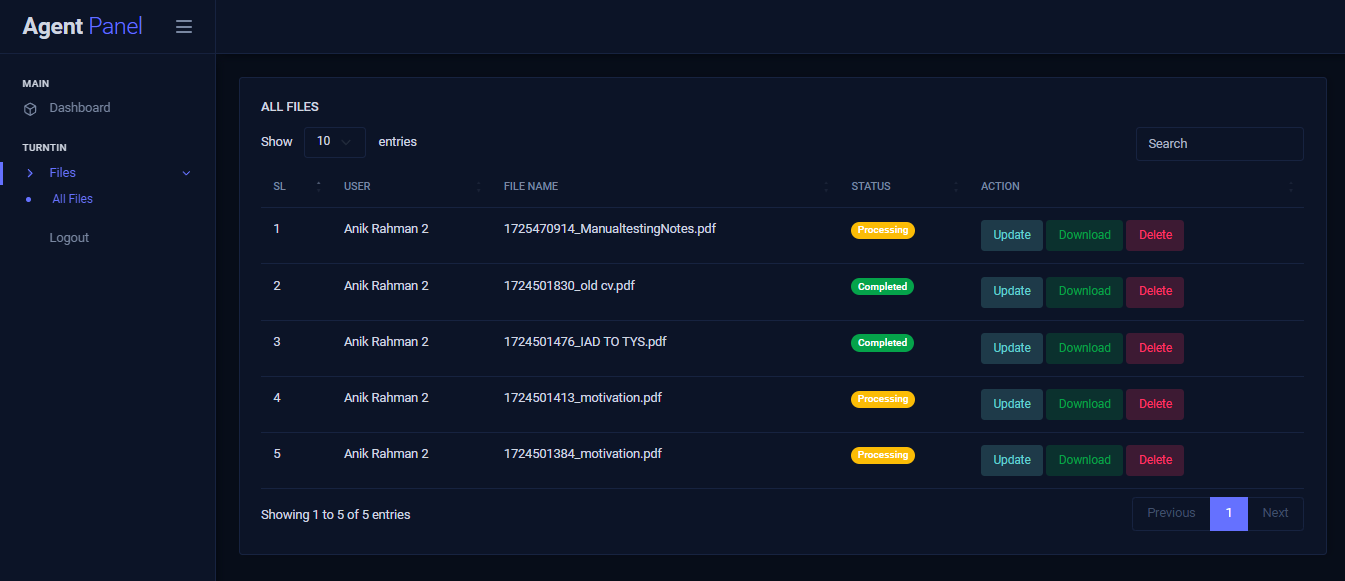 Agent Panel
MAIN
Dashboard
TURNTIN
Files
All Files
Logout
ALL FILES
Show 10 entries
Search
SL USER FILE NAME STATUS ACTION
1 Anik Rahman 2 1725470914_ManualtestingNotes.pdf Processing Update Download Delete
2 Anik Rahman 2 1724501830_old cv.pdf Completed Update Download Delete
3 Anik Rahman 2 1724501476_IAD TO TYS.pdf Completed Update Download Delete
4 Anik Rahman 2 1724501413_motivation.pdf Processing Update Download Delete
5 Anik Rahman 2 1724501384_motivation.pdf Processing Update Download Delete
Showing 1 to 5 of 5 entries
Previous 1 Next